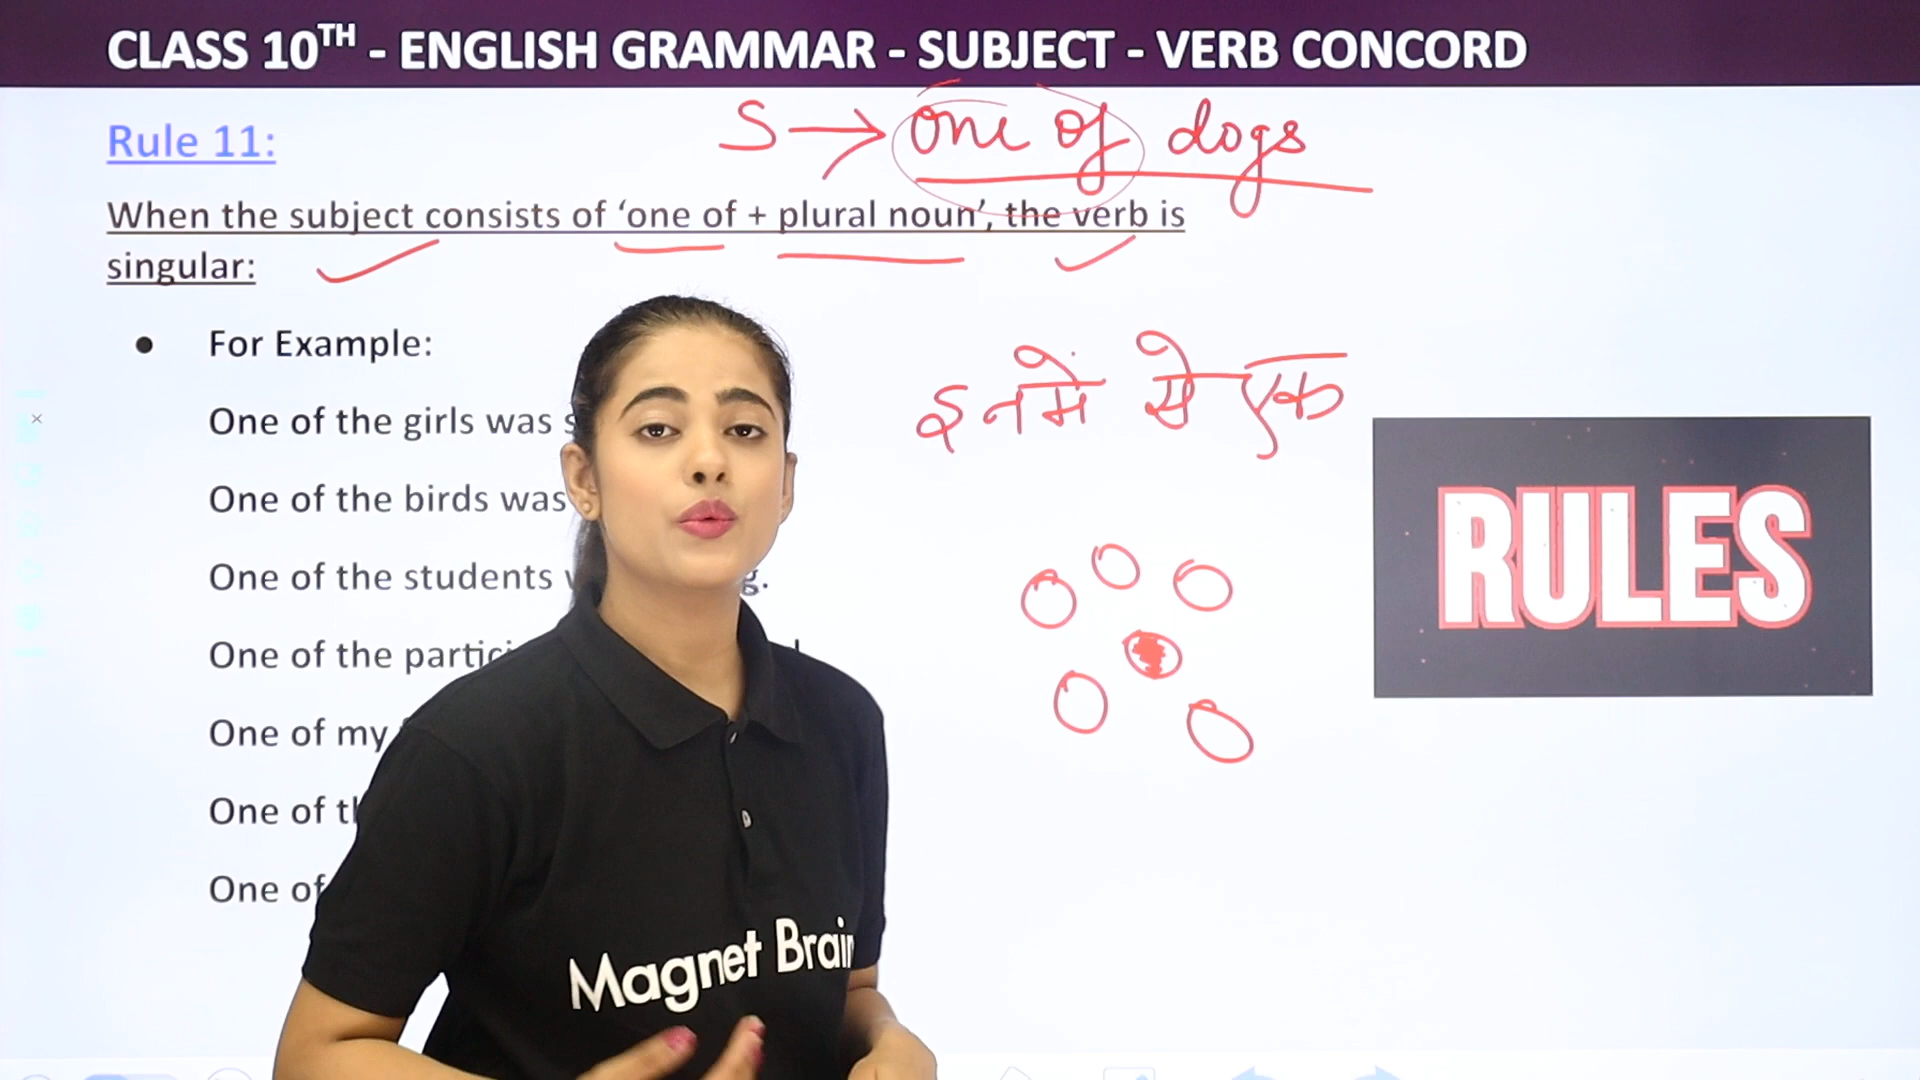 CLASS 10TH - ENGLISH GRAMMAR - SUBJECT - VERB CONCORD
S → one of dogs
Rule 11:
When the subject consists of ‘one of + plural noun’, the verb is
singular:
● For Example:
One of the girls was
One of the birds was
One of the students
One of the
One of my
One of
One of
इनमें से एक
RULES
Magnet Brain